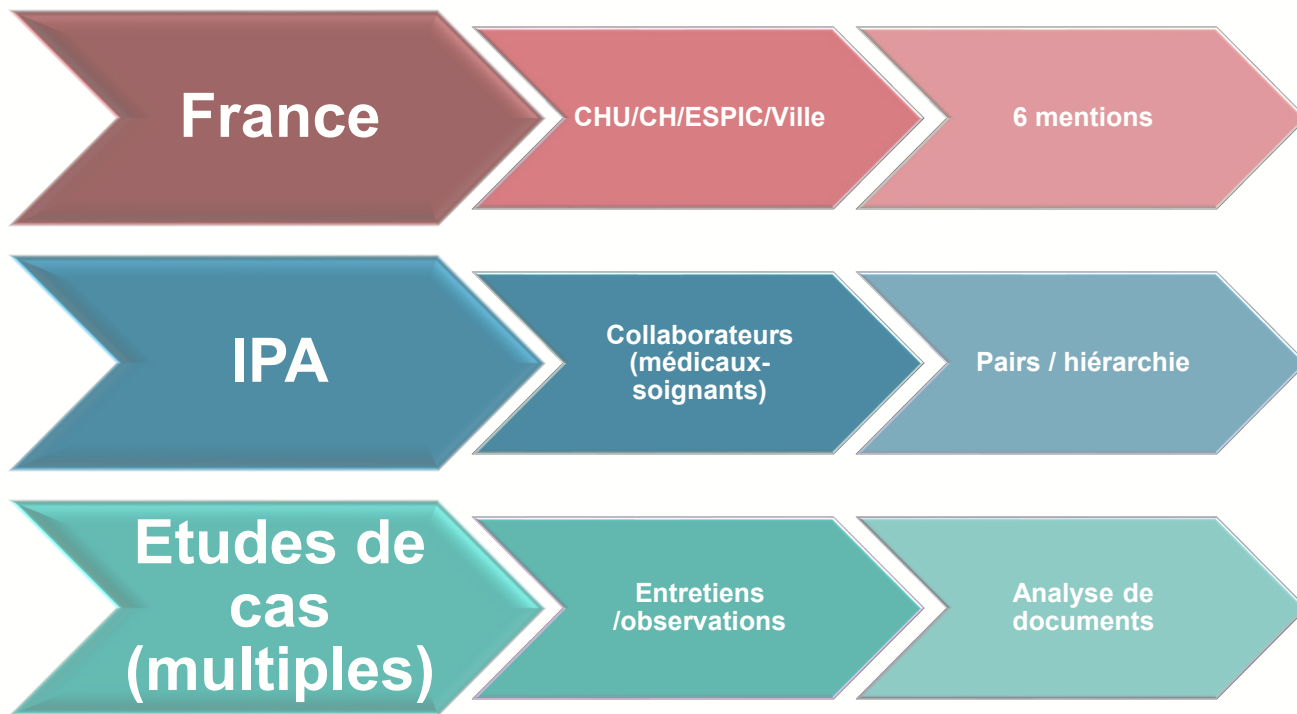 France
CHU/CH/ESPIC/Ville
6 mentions
IPA
Collaborateurs
(médicaux-
soignants)
Pairs / hiérarchie
Etudes de
cas
(multiples)
Entretiens
/observations
Analyse de
documents